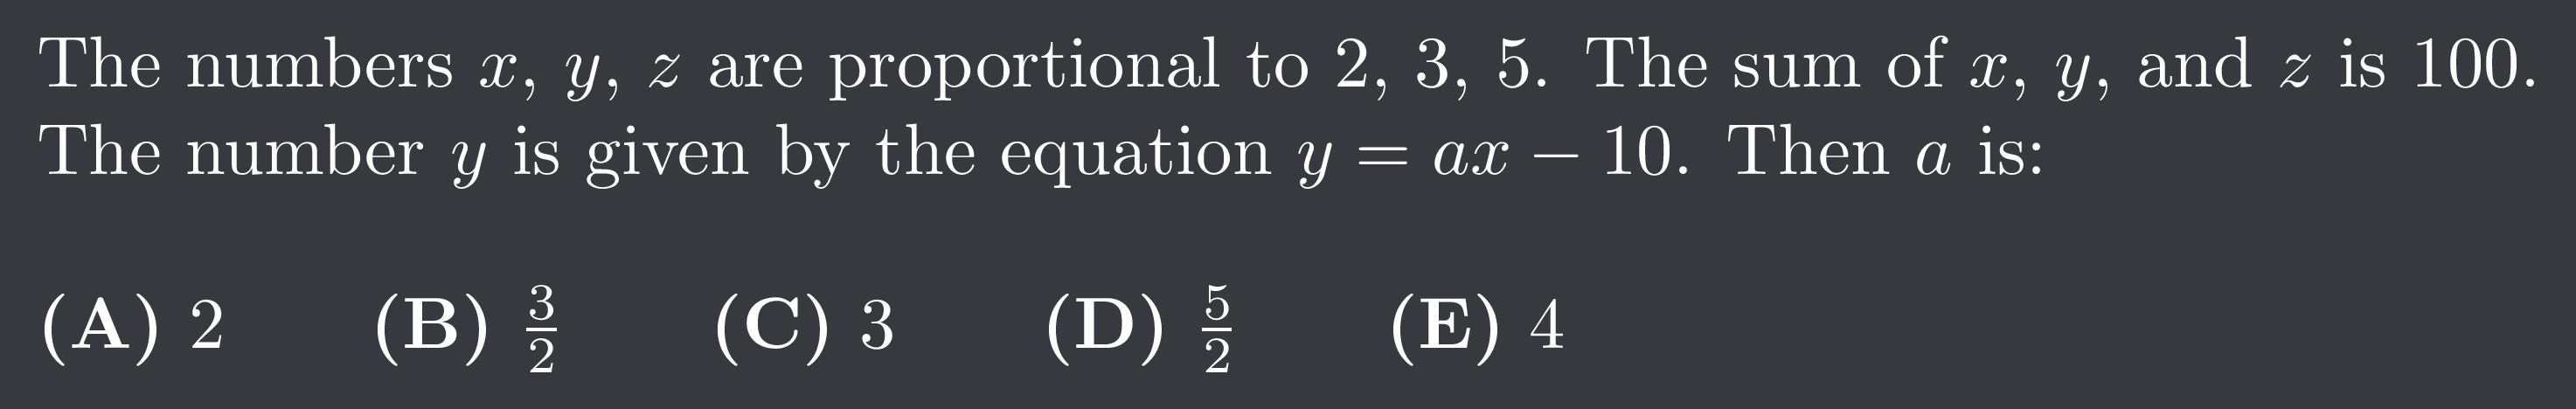 The numbers x, y, z are proportional to 2, 3, 5. The sum of x, y, and z is 100.
The number y is given by the equation y = ax − 10. Then a is:
(A) 2 (B) 3/2 (C) 3 (D) 5/2 (E) 4